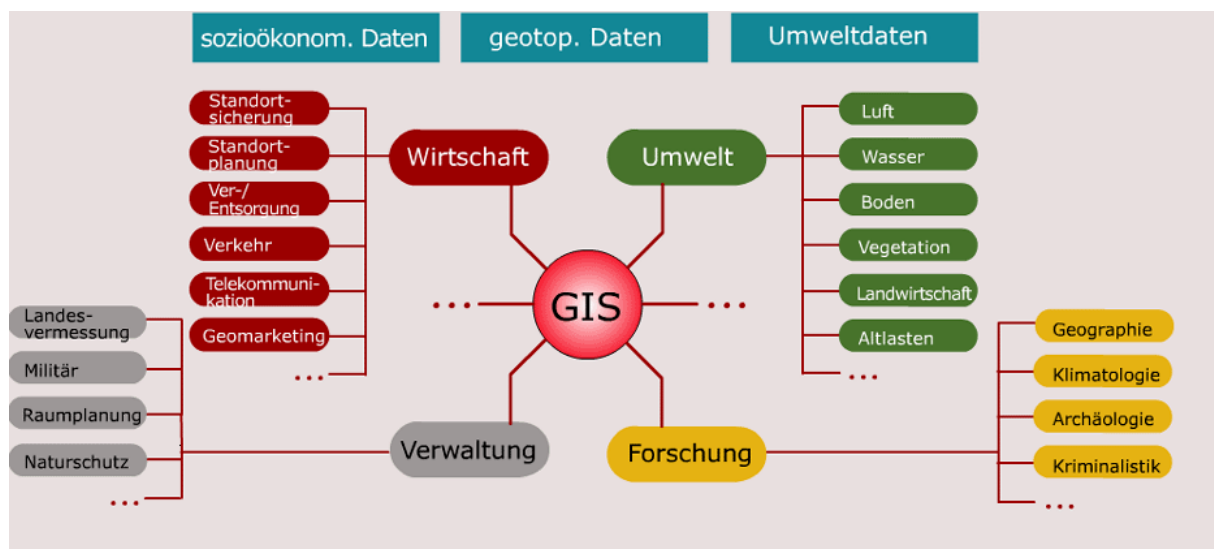 sozioökonom. Daten
geotop. Daten
Umweltdaten
Standort-
sicherung
Standort-
planung
Ver-/
Entsorgung
Verkehr
Telekommuni-
kation
Geomarketing
...
Wirtschaft
Umwelt
Luft
Wasser
Boden
Vegetation
Landwirtschaft
Altlasten
...
...
GIS
...
Landes-
vermessung
Militär
Raumplanung
Naturschutz
...
Verwaltung
Forschung
Geographie
Klimatologie
Archäologie
Kriminalistik
...